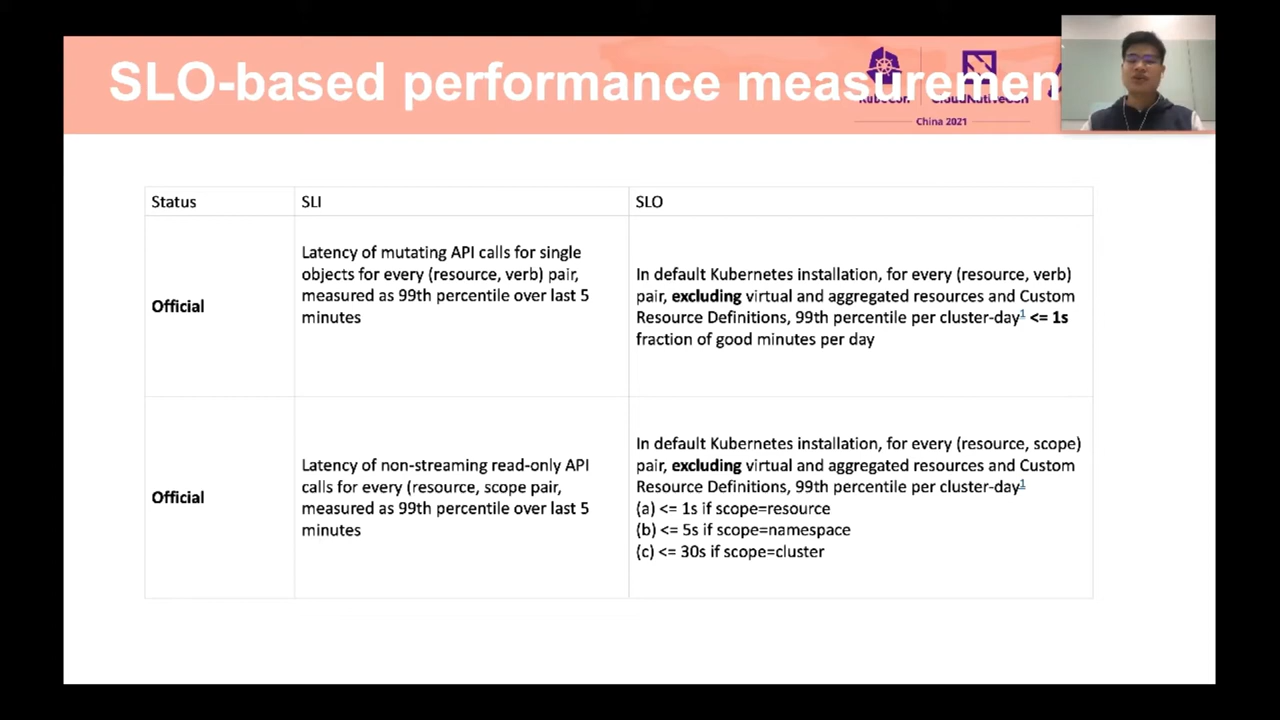 SLO-based performance measuremen
KubeCon
CloudNativeCon
China 2021
Status
SLI
SLO
Official
Latency of mutating API calls for single
objects for every (resource, verb) pair,
measured as 99th percentile over last 5
minutes
In default Kubernetes installation, for every (resource, verb)
pair, excluding virtual and aggregated resources and Custom
Resource Definitions, 99th percentile per cluster-day1 <= 1s
fraction of good minutes per day
Official
Latency of non-streaming read-only API
calls for every (resource, scope pair,
measured as 99th percentile over last 5
minutes
In default Kubernetes installation, for every (resource, scope)
pair, excluding virtual and aggregated resources and Custom
Resource Definitions, 99th percentile per cluster-day1
(a) <= 1s if scope=resource
(b) <= 5s if scope=namespace
(c) <= 30s if scope=cluster